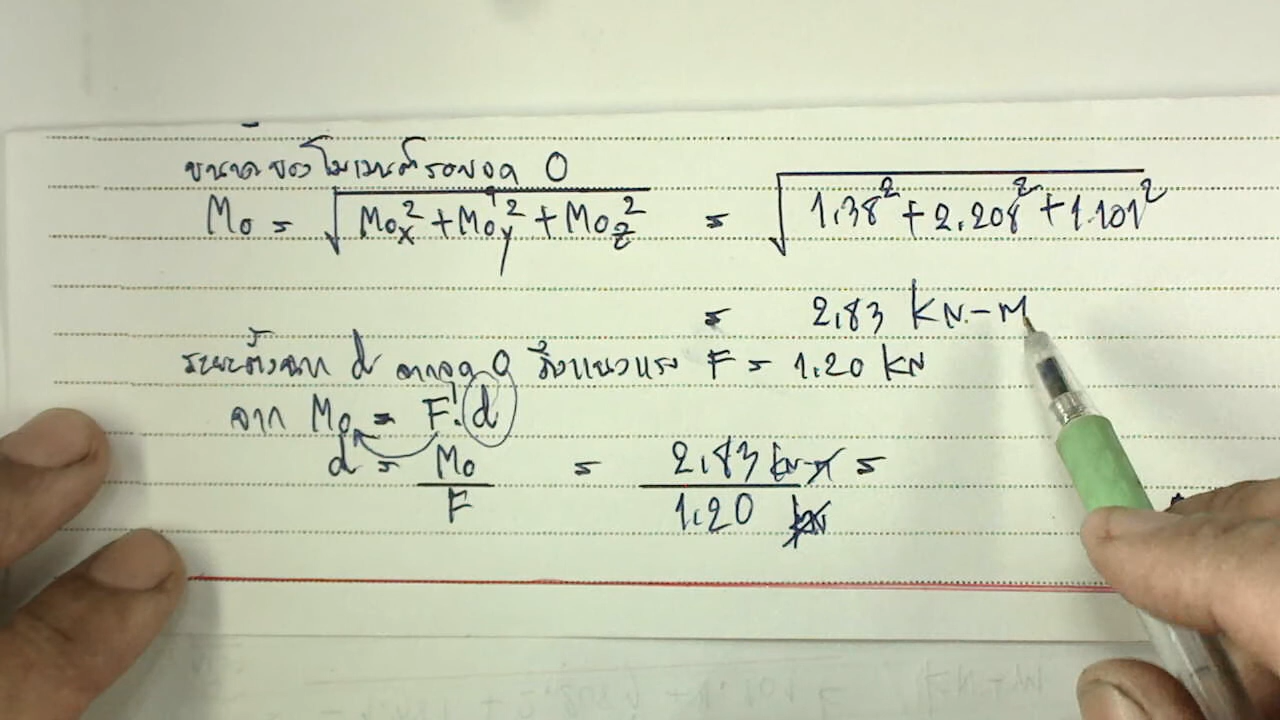 ขนาดของโมเมนต์รอบจุด O
Mo = √(Mox² + Moy² + Moz²) = √(1.38² + 2.208² + 1.101²)
= 2.83 kN-M
ระยะตั้งฉาก d จากจุด O ถึงแนวแรง F = 1.20 kN
จาก Mo = F.d
d = Mo/F = 2.83 kN-M/1.20 kN =